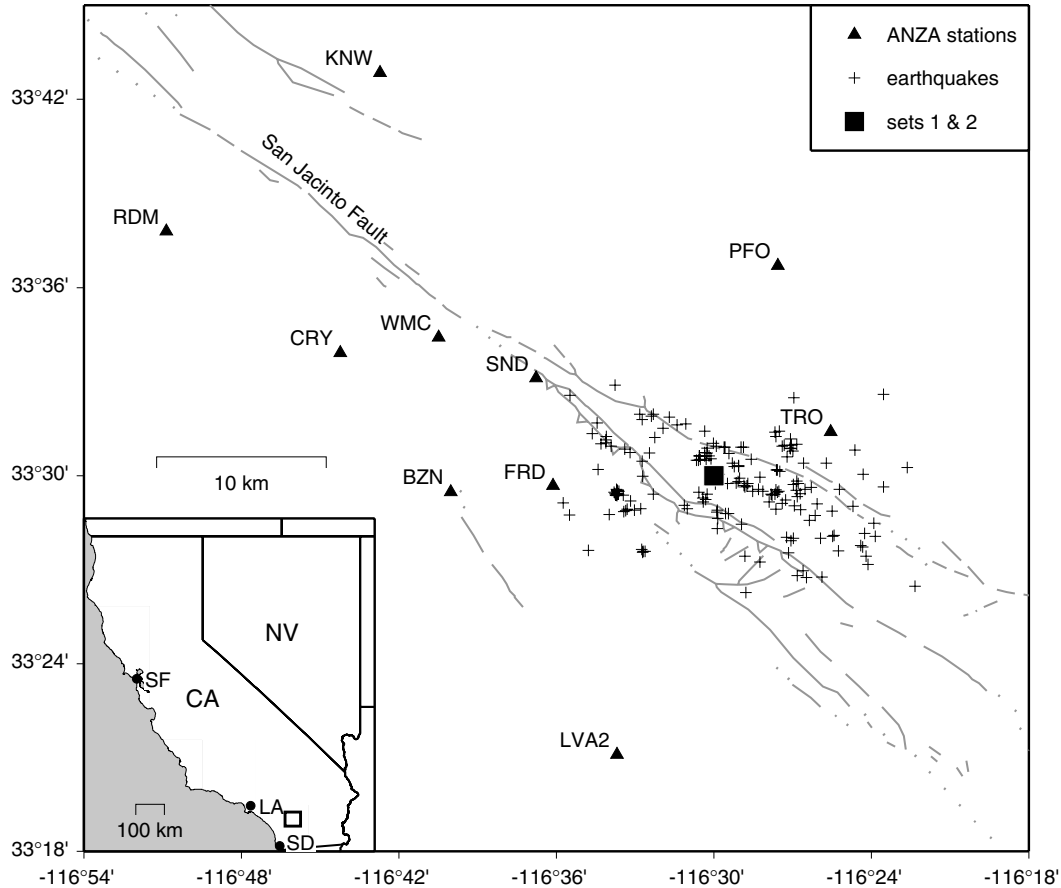 KNW
ANZA stations
earthquakes
sets 1 & 2
33°42'
San Jacinto Fault
RDM
PFO
33°36'
WMC
CRY
SND
TRO
33°30'
10 km
BZN
FRD
NV
33°24'
SF
CA
LVA2
LA
100 km
SD
33°18'
-116°54' -116°48' -116°42' -116°36' -116°30' -116°24' -116°18'